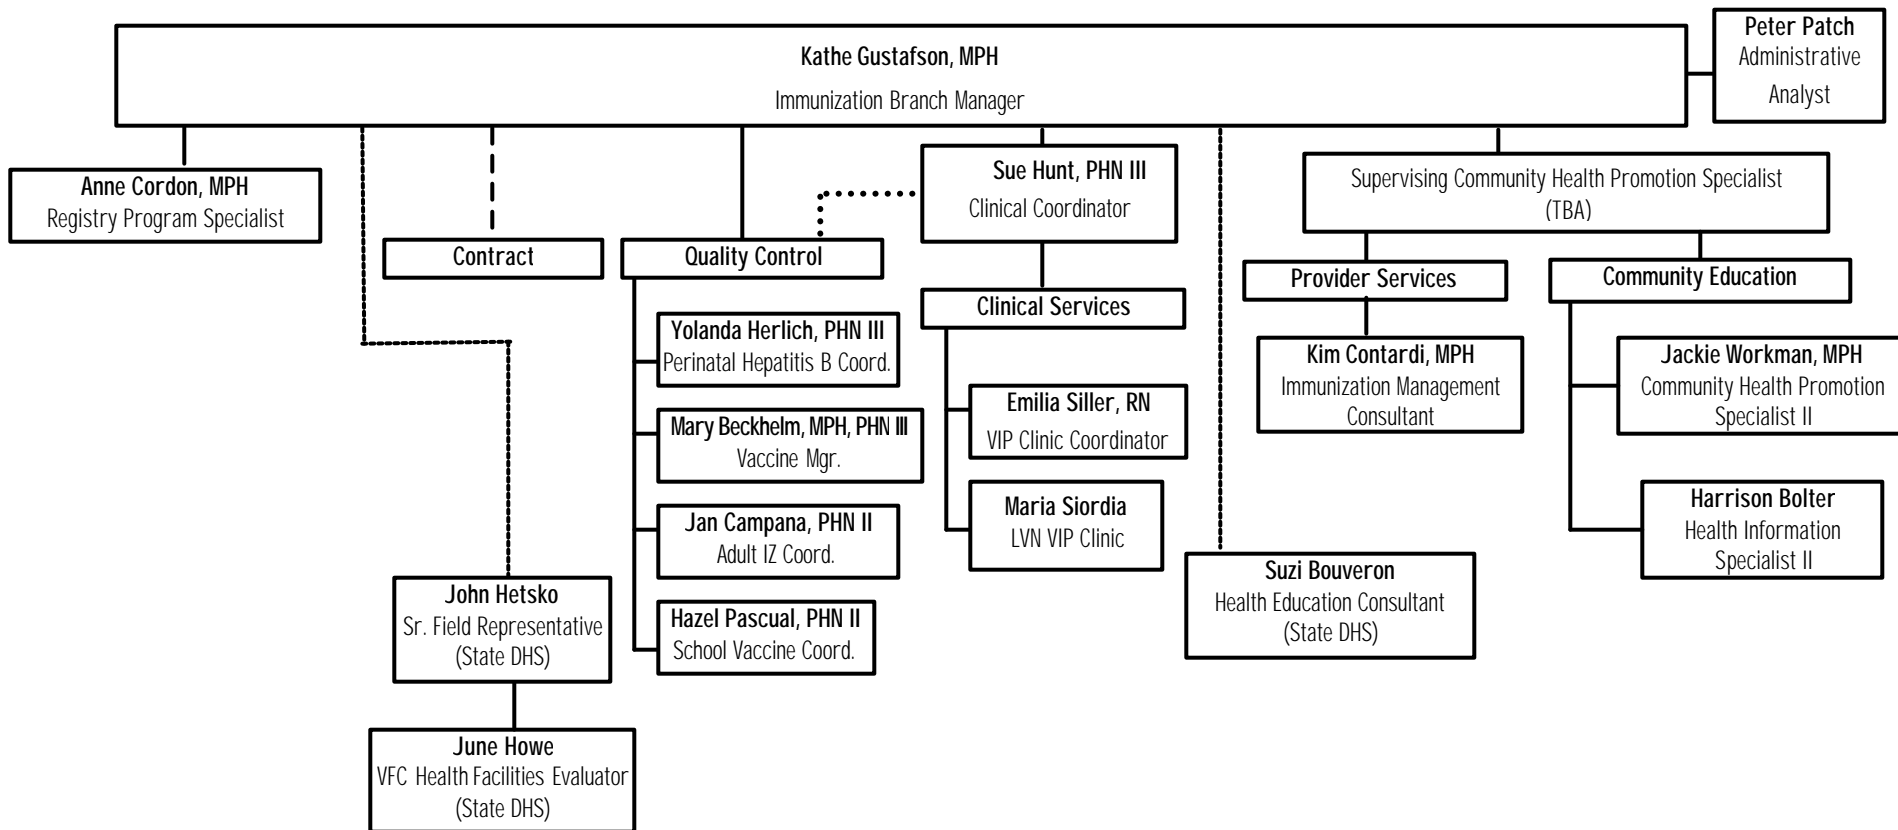 Kathe Gustafson, MPH
Immunization Branch Manager
Peter Patch
Administrative
Analyst
Anne Cordon, MPH
Registry Program Specialist
Contract
Quality Control
Sue Hunt, PHN III
Clinical Coordinator
Supervising Community Health Promotion Specialist
(TBA)
Clinical Services
Provider Services
Community Education
Yolanda Herlich, PHN III
Perinatal Hepatitis B Coord.
Mary Beckhelm, MPH, PHN III
Vaccine Mgr.
Jan Campana, PHN II
Adult IZ Coord.
Hazel Pascual, PHN II
School Vaccine Coord.
Emilia Siller, RN
VIP Clinic Coordinator
Maria Siordia
LVN VIP Clinic
Kim Contardi, MPH
Immunization Management
Consultant
Jackie Workman, MPH
Community Health Promotion
Specialist II
Harrison Bolter
Health Information
Specialist II
Suzi Bouveron
Health Education Consultant
(State DHS)
John Hetsko
Sr. Field Representative
(State DHS)
June Howe
VFC Health Facilities Evaluator
(State DHS)